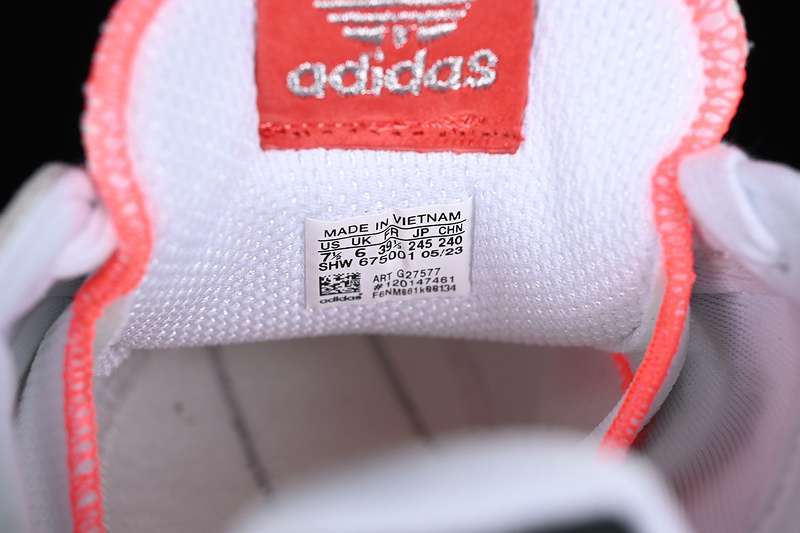 adidas
MADE IN VIETNAM
US UK FR JP CHN
7½ 6 39⅓ 245 240
SHW 675001 05/23
ART G27577
#120147461
adidas